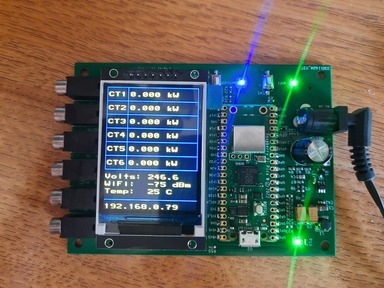 CT1 0.000 kW
CT2 0.000 kW
CT3 0.000 kW
CT4 0.000 kW
CT5 0.000 kW
CT6 0.000 kW
Volts: 246.6
WiFi: -75 dBm
Temp: 25 C
192.168.0.79